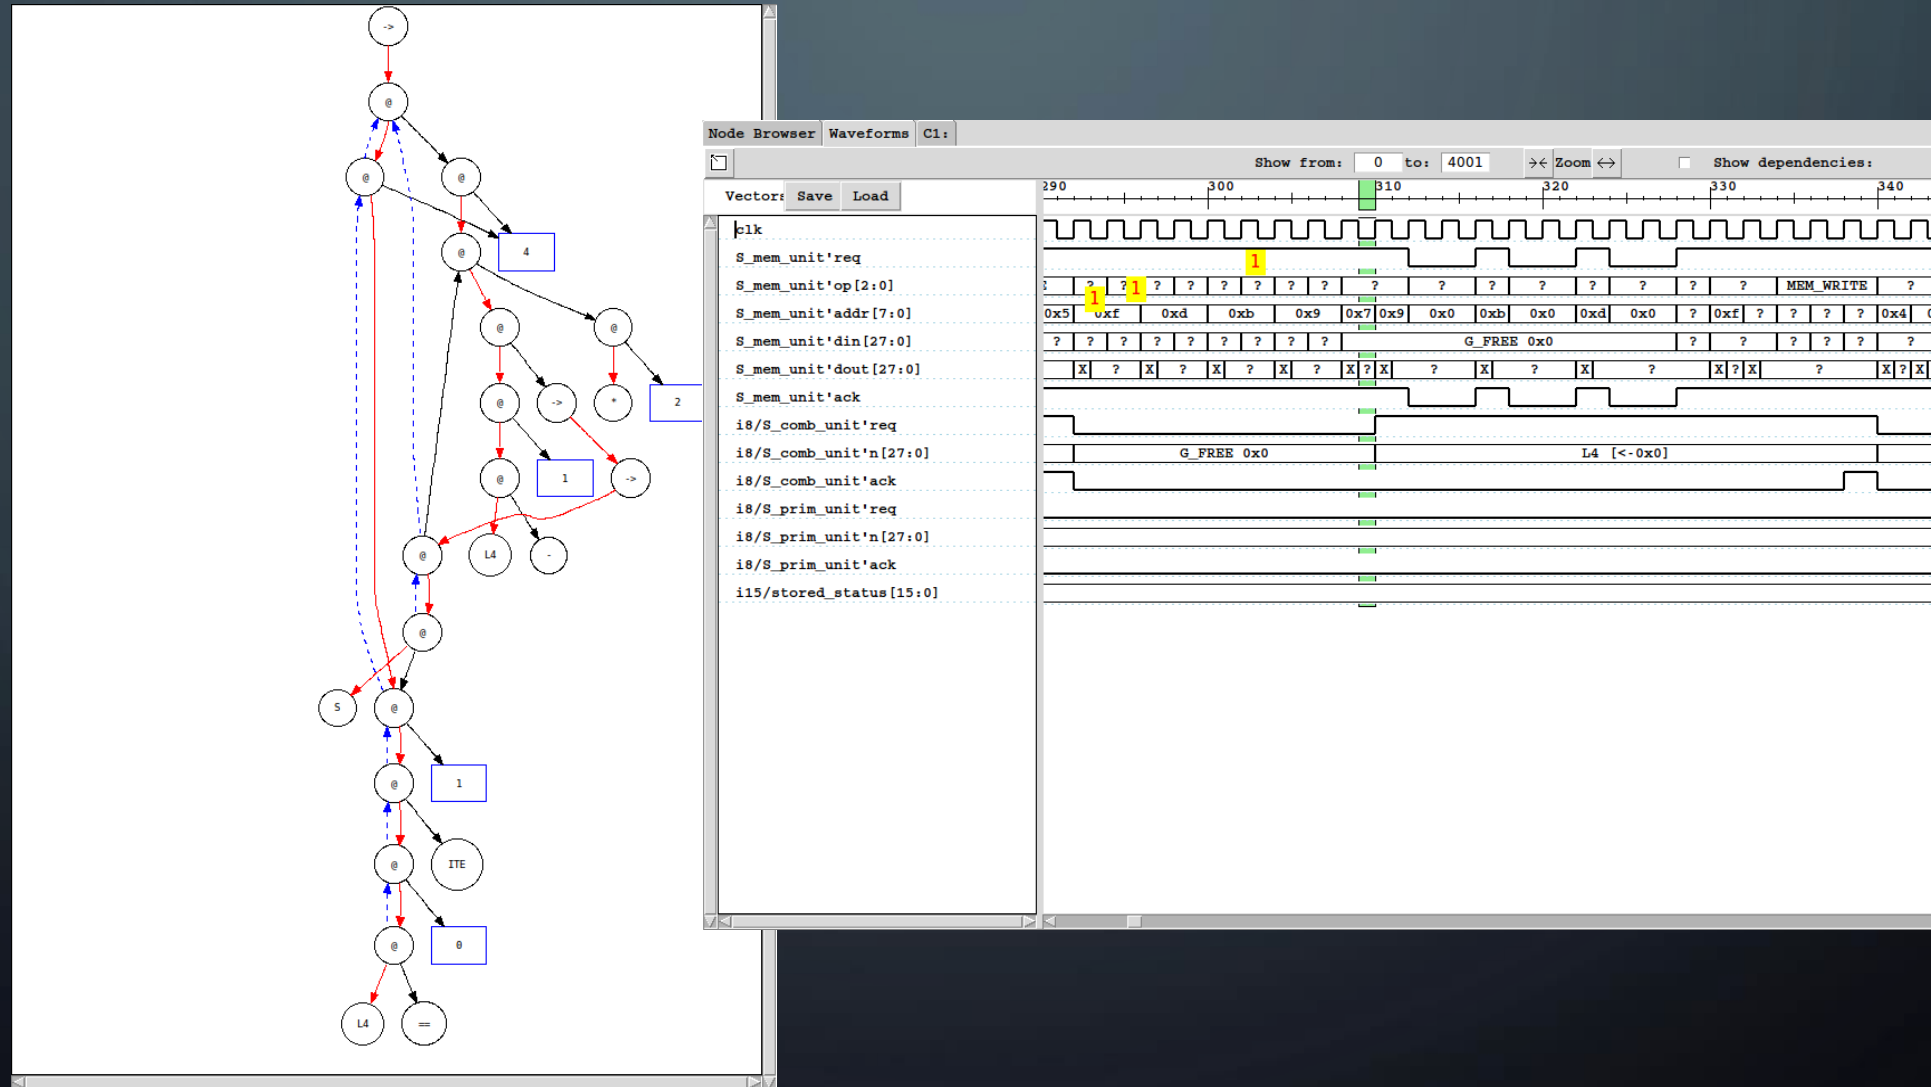 ->
@
@
@
@
4
@
@
@
->
*
2
@
1
->
@
L4
-
@
S
@
@
1
@
ITE
@
0
L4
==
Node Browser Waveforms C1:
Show from: 0 to: 4001 Zoom Show dependencies:
Vectors Save Load
290 300 310 320 330 340
clk
S_mem_unit'req 1
S_mem_unit'op[2:0] ? ? 1 ? ? ? ? ? ? ? ? ? ? ? ? MEM_WRITE ?
1
S_mem_unit'addr[7:0] 0x5 0xf 0xd 0xb 0x9 0x7 0x9 0x0 0xb 0x0 0xd 0x0 ? 0xf ? ? ? ? 0x4
S_mem_unit'din[27:0] ? ? ? ? ? ? ? ? ? G_FREE 0x0 ? ? ? ? ? ?
S_mem_unit'dout[27:0] X ? X ? X ? X ? X ? X ? X ? X ? X ? X ? X ? X
S_mem_unit'ack
i8/S_comb_unit'req
i8/S_comb_unit'n[27:0] G_FREE 0x0 L4 [<-0x0]
i8/S_comb_unit'ack
i8/S_prim_unit'req
i8/S_prim_unit'n[27:0]
i8/S_prim_unit'ack
i15/stored_status[15:0]